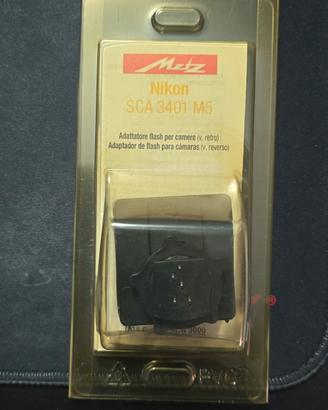 Metz
Nikon
SCA 3401 M5
Adattatore flash per camere (v. retro)
Adaptador de flash para cámaras (v. reverso)
®